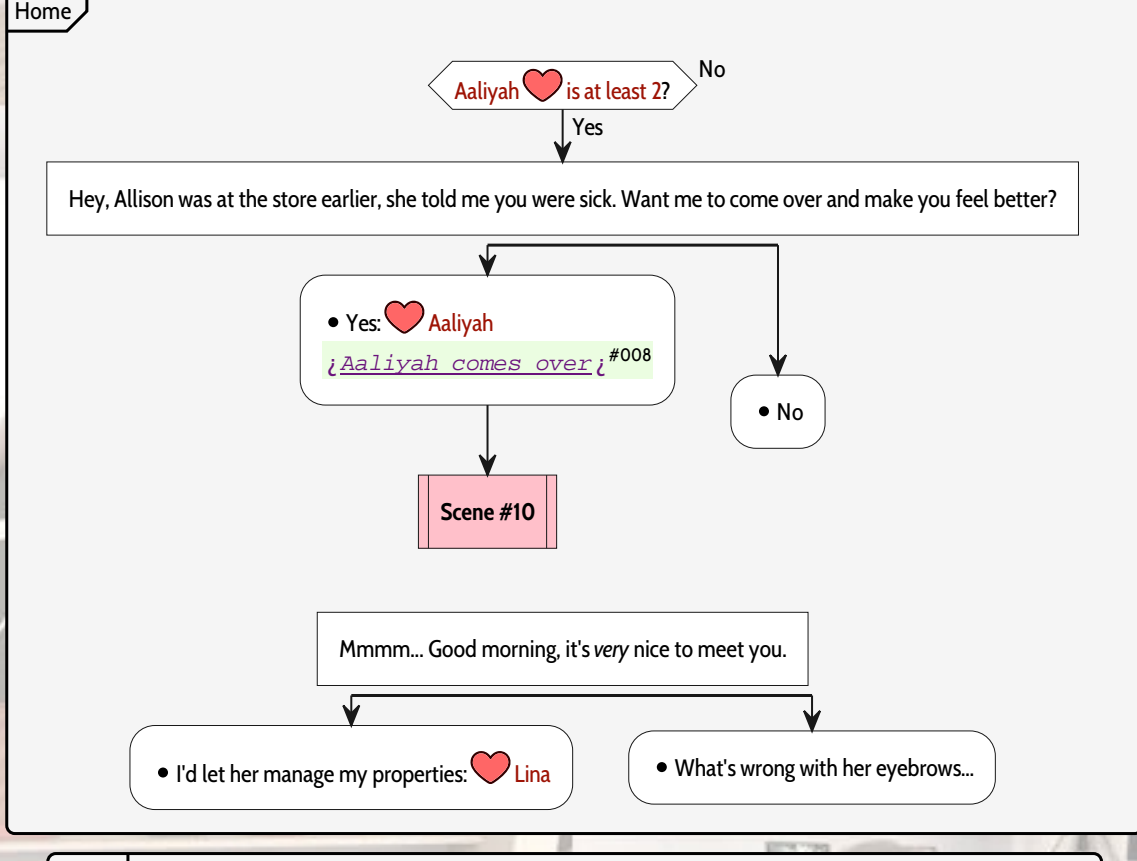 Home
Aaliyah is at least 2?
No
Yes
Hey, Allison was at the store earlier, she told me you were sick. Want me to come over and make you feel better?
• Yes: Aaliyah
¿Aaliyah comes over¿#008
• No
Scene #10
Mmmm... Good morning, it's very nice to meet you.
• I'd let her manage my properties: Lina
• What's wrong with her eyebrows...